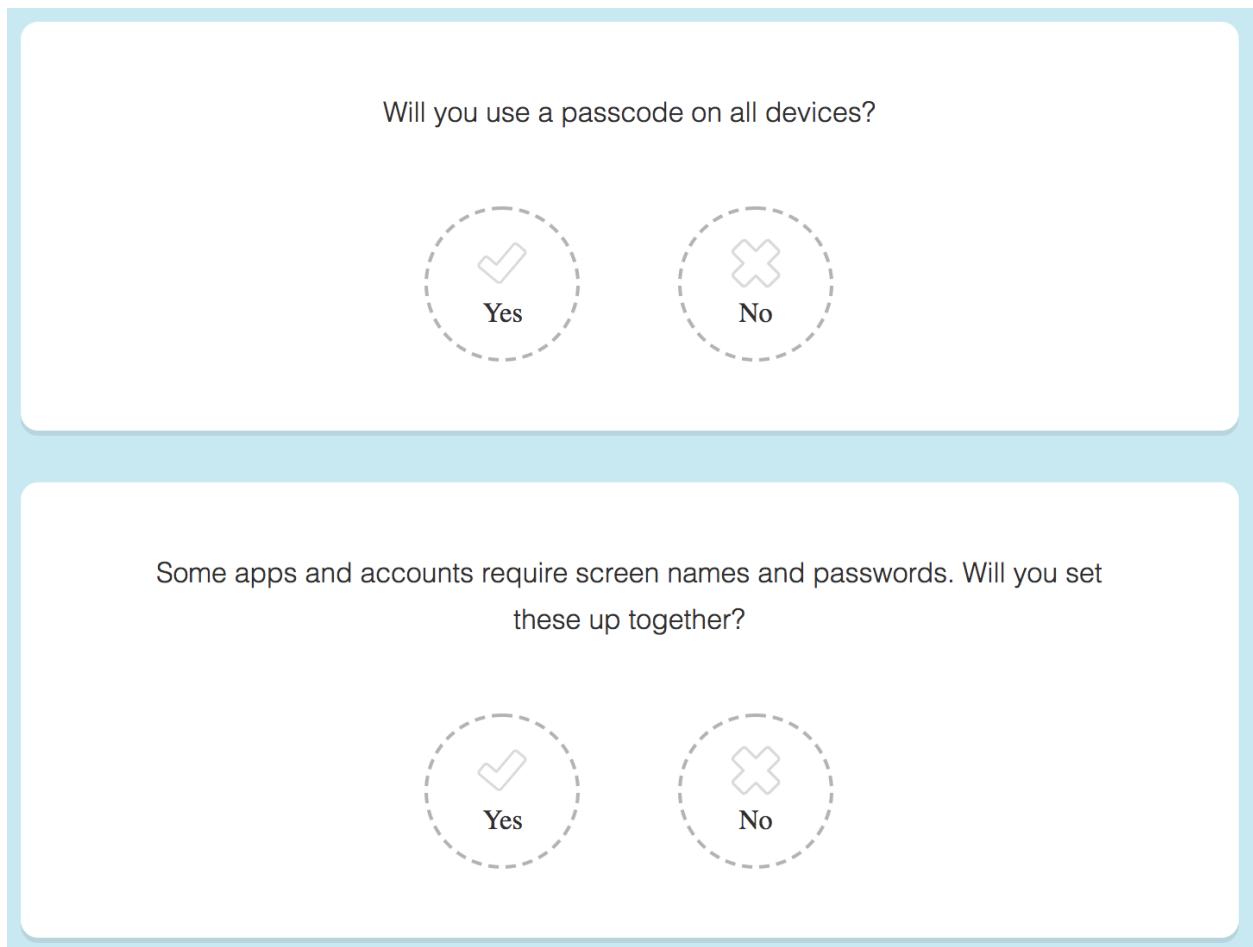 Will you use a passcode on all devices?
Yes
No
Some apps and accounts require screen names and passwords. Will you set
these up together?
Yes
No